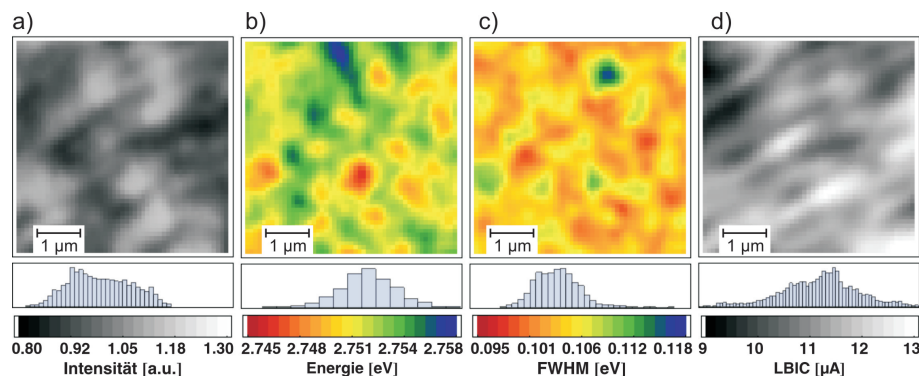 a)
b)
c)
d)
1 µm
1 µm
1 µm
1 µm
0.80 0.92 1.05 1.18 1.30
Intensität [a.u.]
2.745 2.748 2.751 2.754 2.758
Energie [eV]
0.095 0.101 0.106 0.112 0.118
FWHM [eV]
9 10 11 12 13
LBIC [µA]